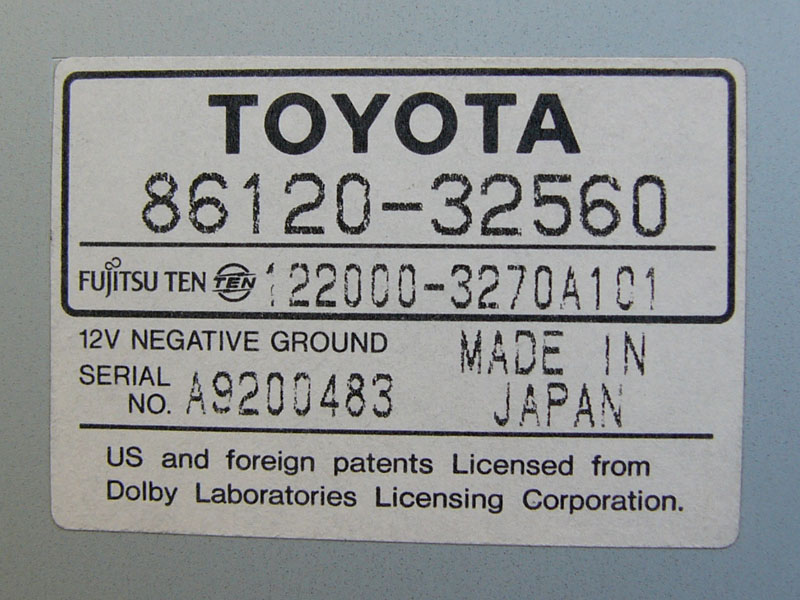 TOYOTA
86120-32560
FUJITSU TEN TEN 122000-3270A101
12V NEGATIVE GROUND
SERIAL NO. A9200483
MADE IN
JAPAN
US and foreign patents Licensed from
Dolby Laboratories Licensing Corporation.